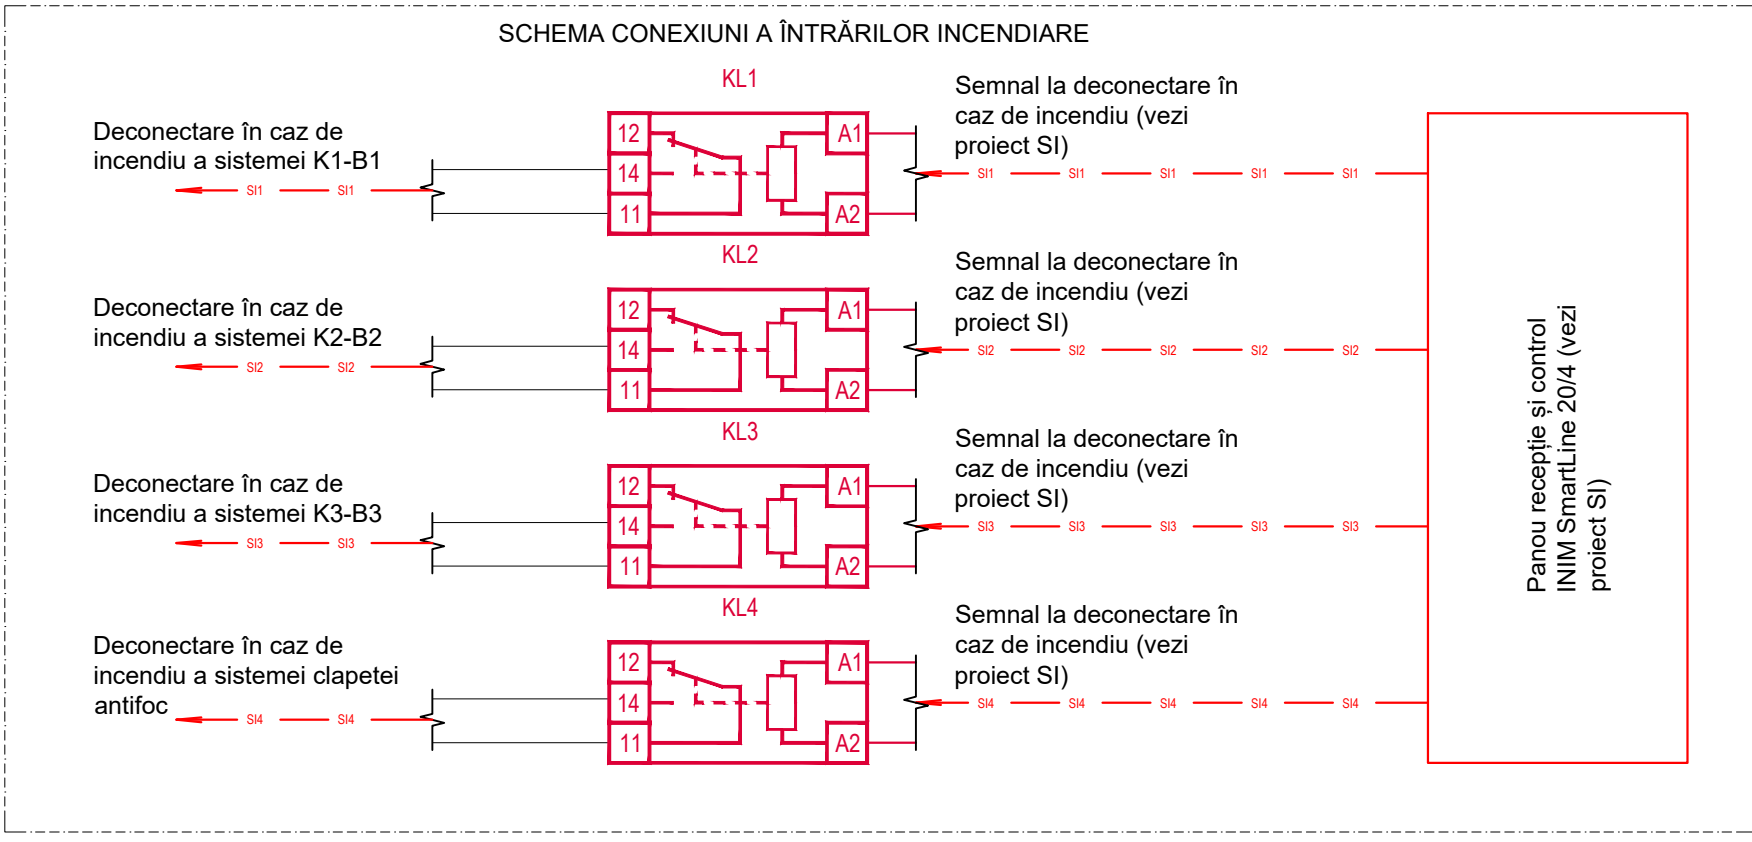 SCHEMA CONEXIUNI A ÎNTRĂRILOR INCENDIARE
KL1
Deconectare în caz de
incendiu a sistemei K1-B1
SI1 SI1
12
14
11
A1
A2
Semnal la deconectare în
caz de incendiu (vezi
proiect SI)
SI1 SI1 SI1 SI1 SI1
KL2
Deconectare în caz de
incendiu a sistemei K2-B2
SI2 SI2
12
14
11
A1
A2
Semnal la deconectare în
caz de incendiu (vezi
proiect SI)
SI2 SI2 SI2 SI2 SI2
KL3
Deconectare în caz de
incendiu a sistemei K3-B3
SI3 SI3
12
14
11
A1
A2
Semnal la deconectare în
caz de incendiu (vezi
proiect SI)
SI3 SI3 SI3 SI3 SI3
KL4
Deconectare în caz de
incendiu a sistemei clapetei
antifoc
SI4 SI4
12
14
11
A1
A2
Semnal la deconectare în
caz de incendiu (vezi
proiect SI)
SI4 SI4 SI4 SI4 SI4
Panou recepție și control
INIM SmartLine 20/4 (vezi
proiect SI)